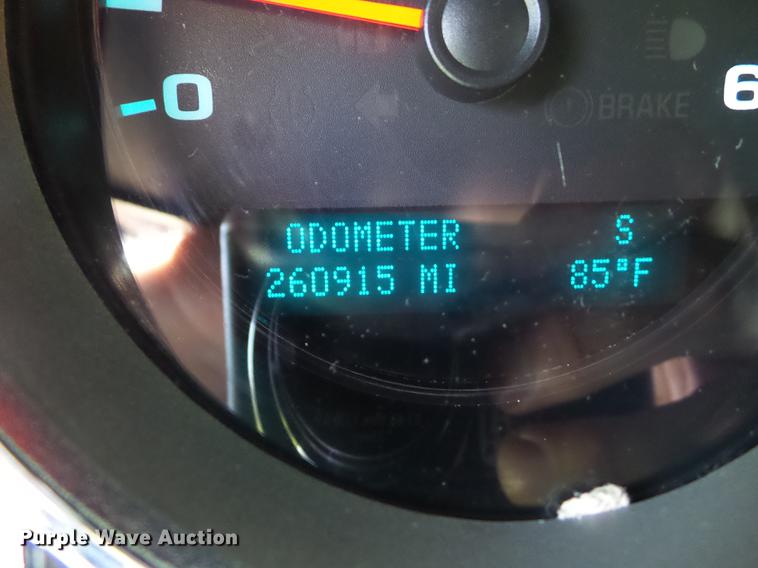 0
BRAKE
6
ODOMETER S
260915 MI 85°F
Purple Wave Auction